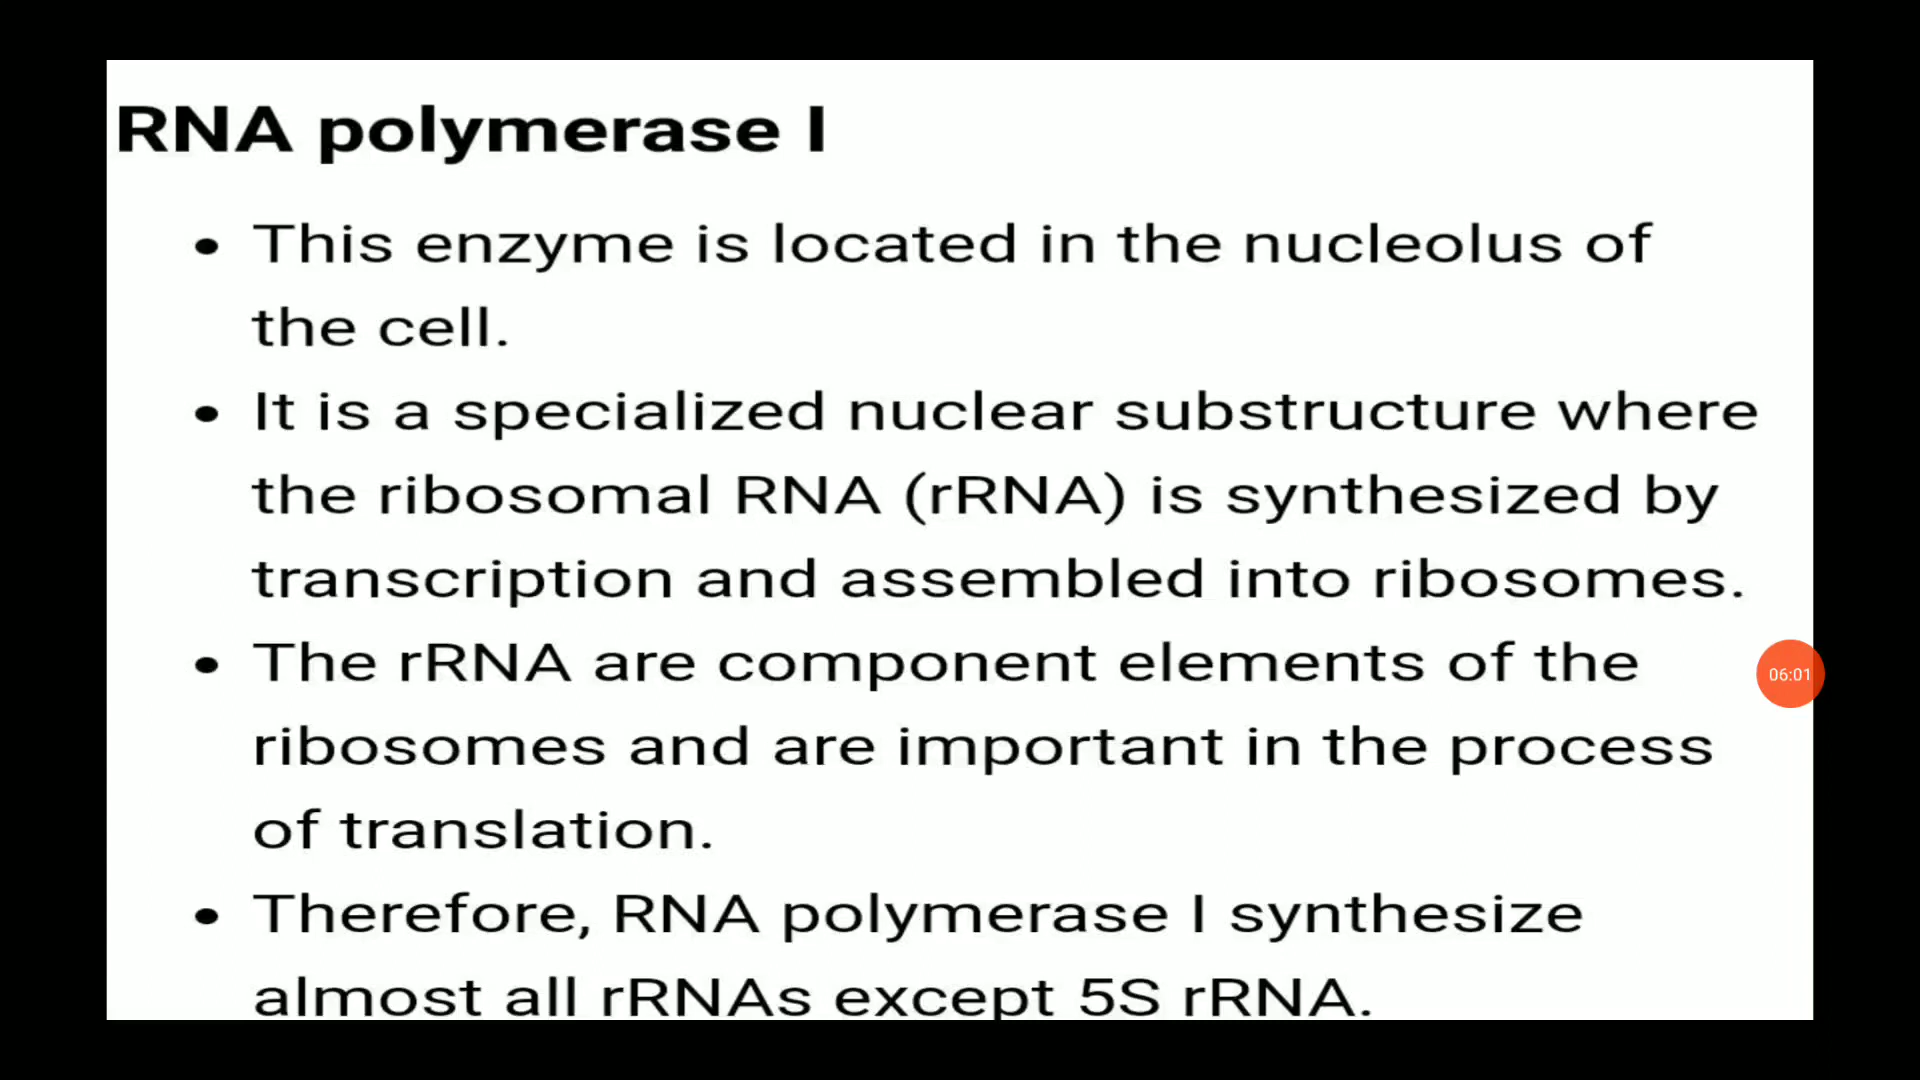 RNA polymerase I
• This enzyme is located in the nucleolus of
the cell.
• It is a specialized nuclear substructure where
the ribosomal RNA (rRNA) is synthesized by
transcription and assembled into ribosomes.
• The rRNA are component elements of the
06:01
ribosomes and are important in the process
of translation.
• Therefore, RNA polymerase I synthesize
almost all rRNAs except 5S rRNA.